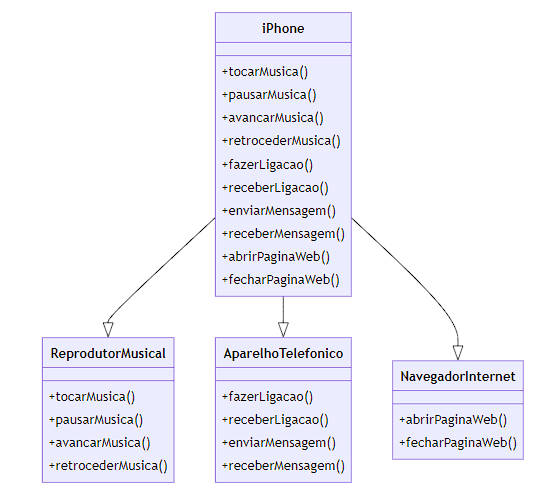 iPhone
+tocarMusica()
+pausarMusica()
+avancarMusica()
+retrocederMusica()
+fazerLigacao()
+receberLigacao()
+enviarMensagem()
+receberMensagem()
+abrirPaginaWeb()
+fecharPaginaWeb()
ReprodutorMusical
+tocarMusica()
+pausarMusica()
+avancarMusica()
+retrocederMusica()
AparelhoTelefonico
+fazerLigacao()
+receberLigacao()
+enviarMensagem()
+receberMensagem()
NavegadorInternet
+abrirPaginaWeb()
+fecharPaginaWeb()